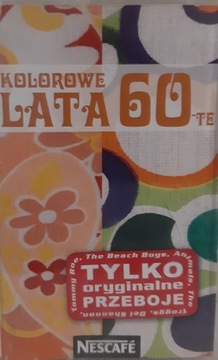 KOLOROWE
LATA 60-TE
Tommy Roe, The Beach Boys, Animals, The
Troggs, Del Shannon,
TYLKO
oryginalne
PRZEBOJE
NESCAFÉ